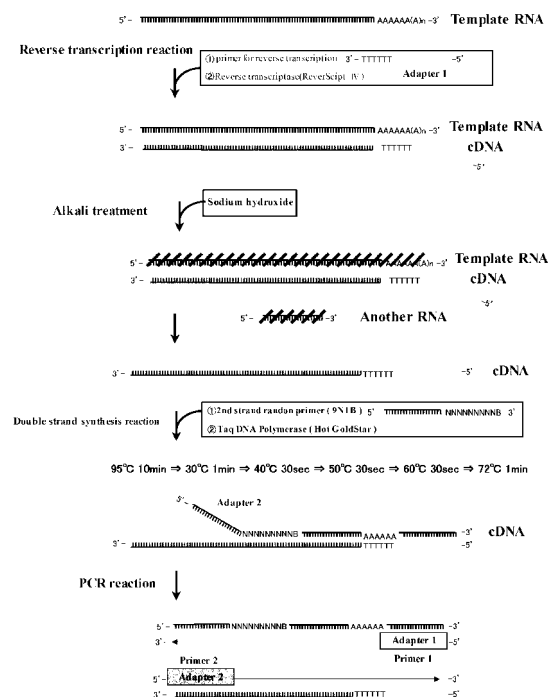 5' - AAAAAA(A)n -3' Template RNA
Reverse transcription reaction
①primer for reverse transcription 3' - TTTTTT -5'
②Reverse transcriptase(ReverScipt Ⅳ) Adapter 1
5' - AAAAAA(A)n -3' Template RNA
3' - TTTTTT cDNA
-5'
Alkali treatment
Sodium hydroxide
5' - AAAAAA(A)n -3' Template RNA
3' - TTTTTT cDNA
-5'
5' - -3' Another RNA
3' - TTTTTT -5' cDNA
Double strand synthesis reaction
①2nd strand randon primer ( 9N1B ) 5' NNNNNNNNNB 3'
②Taq DNA Polymerase ( Hot GoldStar)
95℃ 10min ⇒ 30℃ 1min ⇒ 40℃ 30sec ⇒ 50℃ 30sec ⇒ 60℃ 30sec ⇒ 72℃ 1min
5' -
Adapter 2
NNNNNNNNNB AAAAAA -3' cDNA
3' - TTTTTT -5'
PCR reaction
5' - NNNNNNNNNB AAAAAA -3'
3' - Adapter 1 -5'
Primer 2 Primer 1
5' - Adapter 2 -3'
3' - TTTTTT -5'